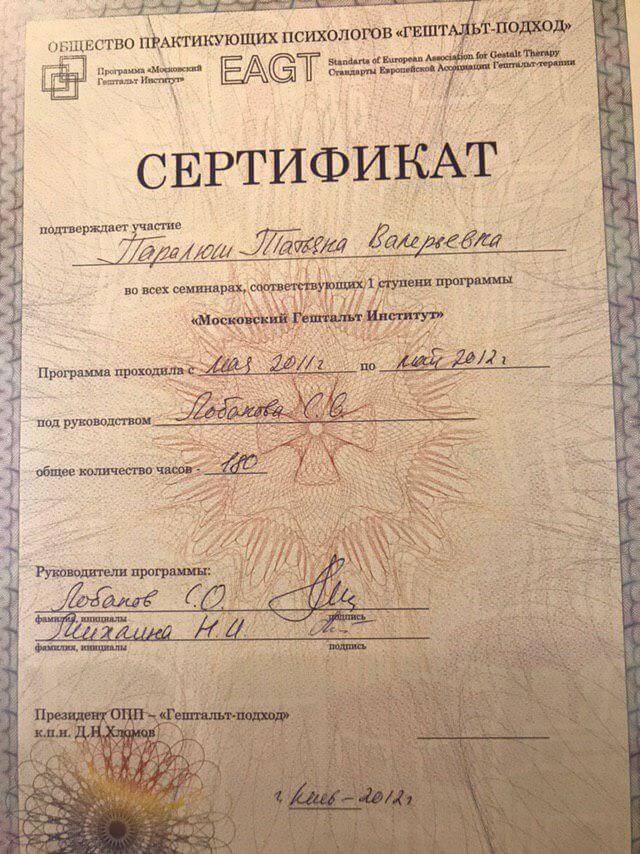 ОБЩЕСТВО ПРАКТИКУЮЩИХ ПСИХОЛОГОВ «ГЕШТАЛЬТ-ПОДХОД»
Программа «Московский
Гештальт Институт»
EAGT
Standarts of European Association for Gestalt Therapy
Стандарты Европейской Ассоциации Гештальт-терапии
СЕРТИФИКАТ
подтверждает участие
Паралюш Татьяна Валерьевна
во всех семинарах, соответствующих 1 ступени программы
«Московский Гештальт Институт»
Программа проходила с мая 2011г по май 2012г
под руководством Лобанова С.О.
общее количество часов - 180
Руководители программы:
Лобанов С.О.
фамилия, инициалы подпись
Н.И.
фамилия, инициалы подпись
Президент ОПП – «Гештальт-подход»
к.п.н. Д.Н.Хломов
г. Киев – 2012г